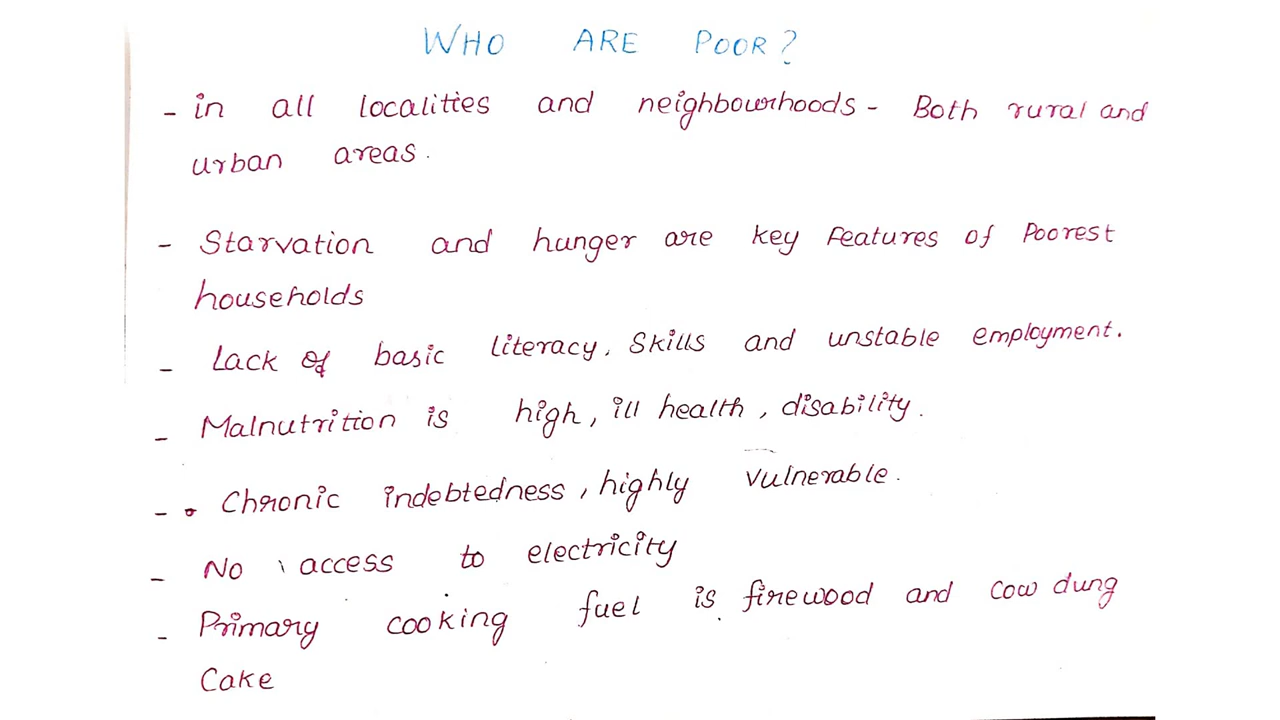 WHO ARE POOR?
- in all localities and neighbourhoods - Both rural and
urban areas.
- Starvation and hunger are key features of Poorest
households
- Lack of basic literacy, Skills and unstable employment.
- Malnutrition is high, ill health, disability.
- Chronic indebtedness, highly vulnerable.
- No access to electricity
- Primary cooking fuel is firewood and cow dung
Cake